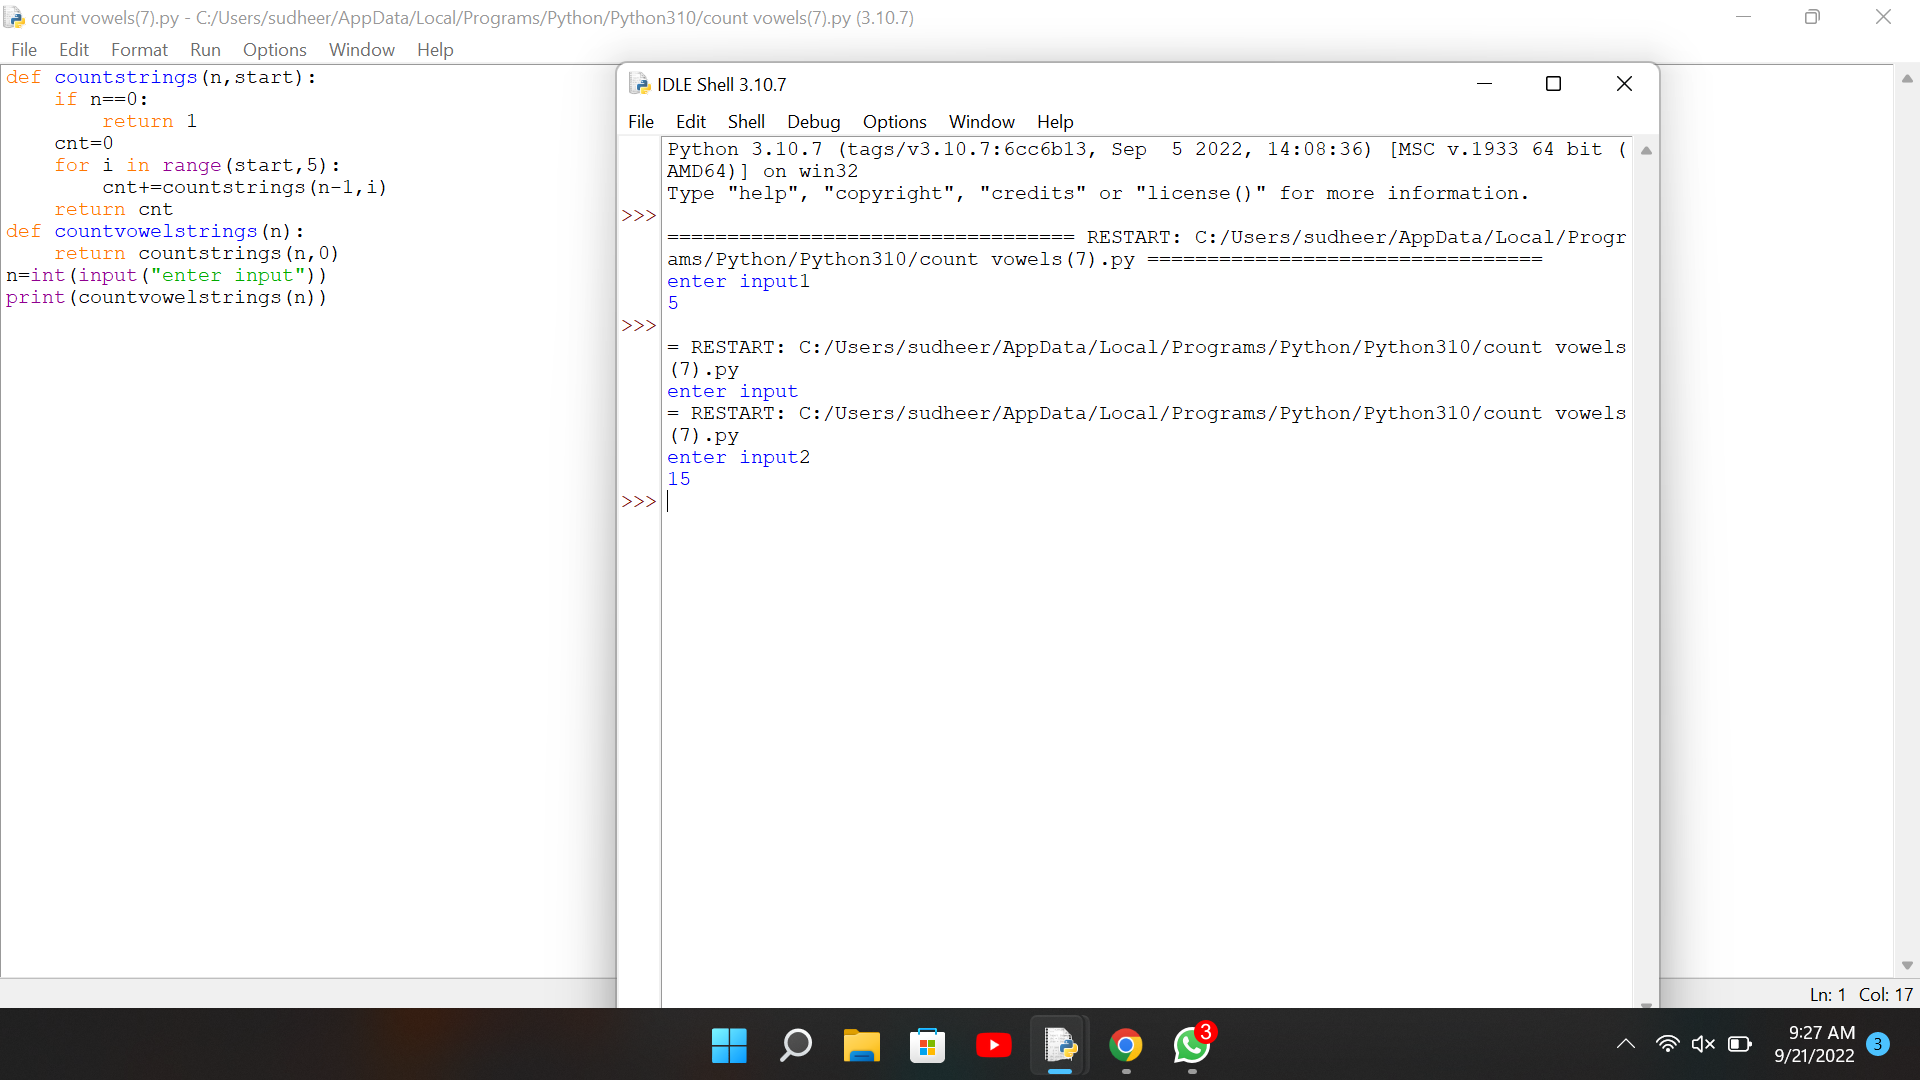 count vowels(7).py - C:/Users/sudheer/AppData/Local/Programs/Python/Python310/count vowels(7).py (3.10.7)
File Edit Format Run Options Window Help
def countstrings(n,start):
    if n==0:
        return 1
    cnt=0
    for i in range(start,5):
        cnt+=countstrings(n-1,i)
    return cnt
def countvowelstrings(n):
    return countstrings(n,0)
n=int(input("enter input"))
print(countvowelstrings(n))
IDLE Shell 3.10.7
File Edit Shell Debug Options Window Help
Python 3.10.7 (tags/v3.10.7:6cc6b13, Sep  5 2022, 14:08:36) [MSC v.1933 64 bit (
AMD64)] on win32
Type "help", "copyright", "credits" or "license()" for more information.
>>>
================================== RESTART: C:/Users/sudheer/AppData/Local/Progr
ams/Python/Python310/count vowels(7).py =================================
enter input1
5
>>>
= RESTART: C:/Users/sudheer/AppData/Local/Programs/Python/Python310/count vowels
(7).py
enter input
= RESTART: C:/Users/sudheer/AppData/Local/Programs/Python/Python310/count vowels
(7).py
enter input2
15
>>>
Ln: 1 Col: 17
3
9:27 AM
9/21/2022
3